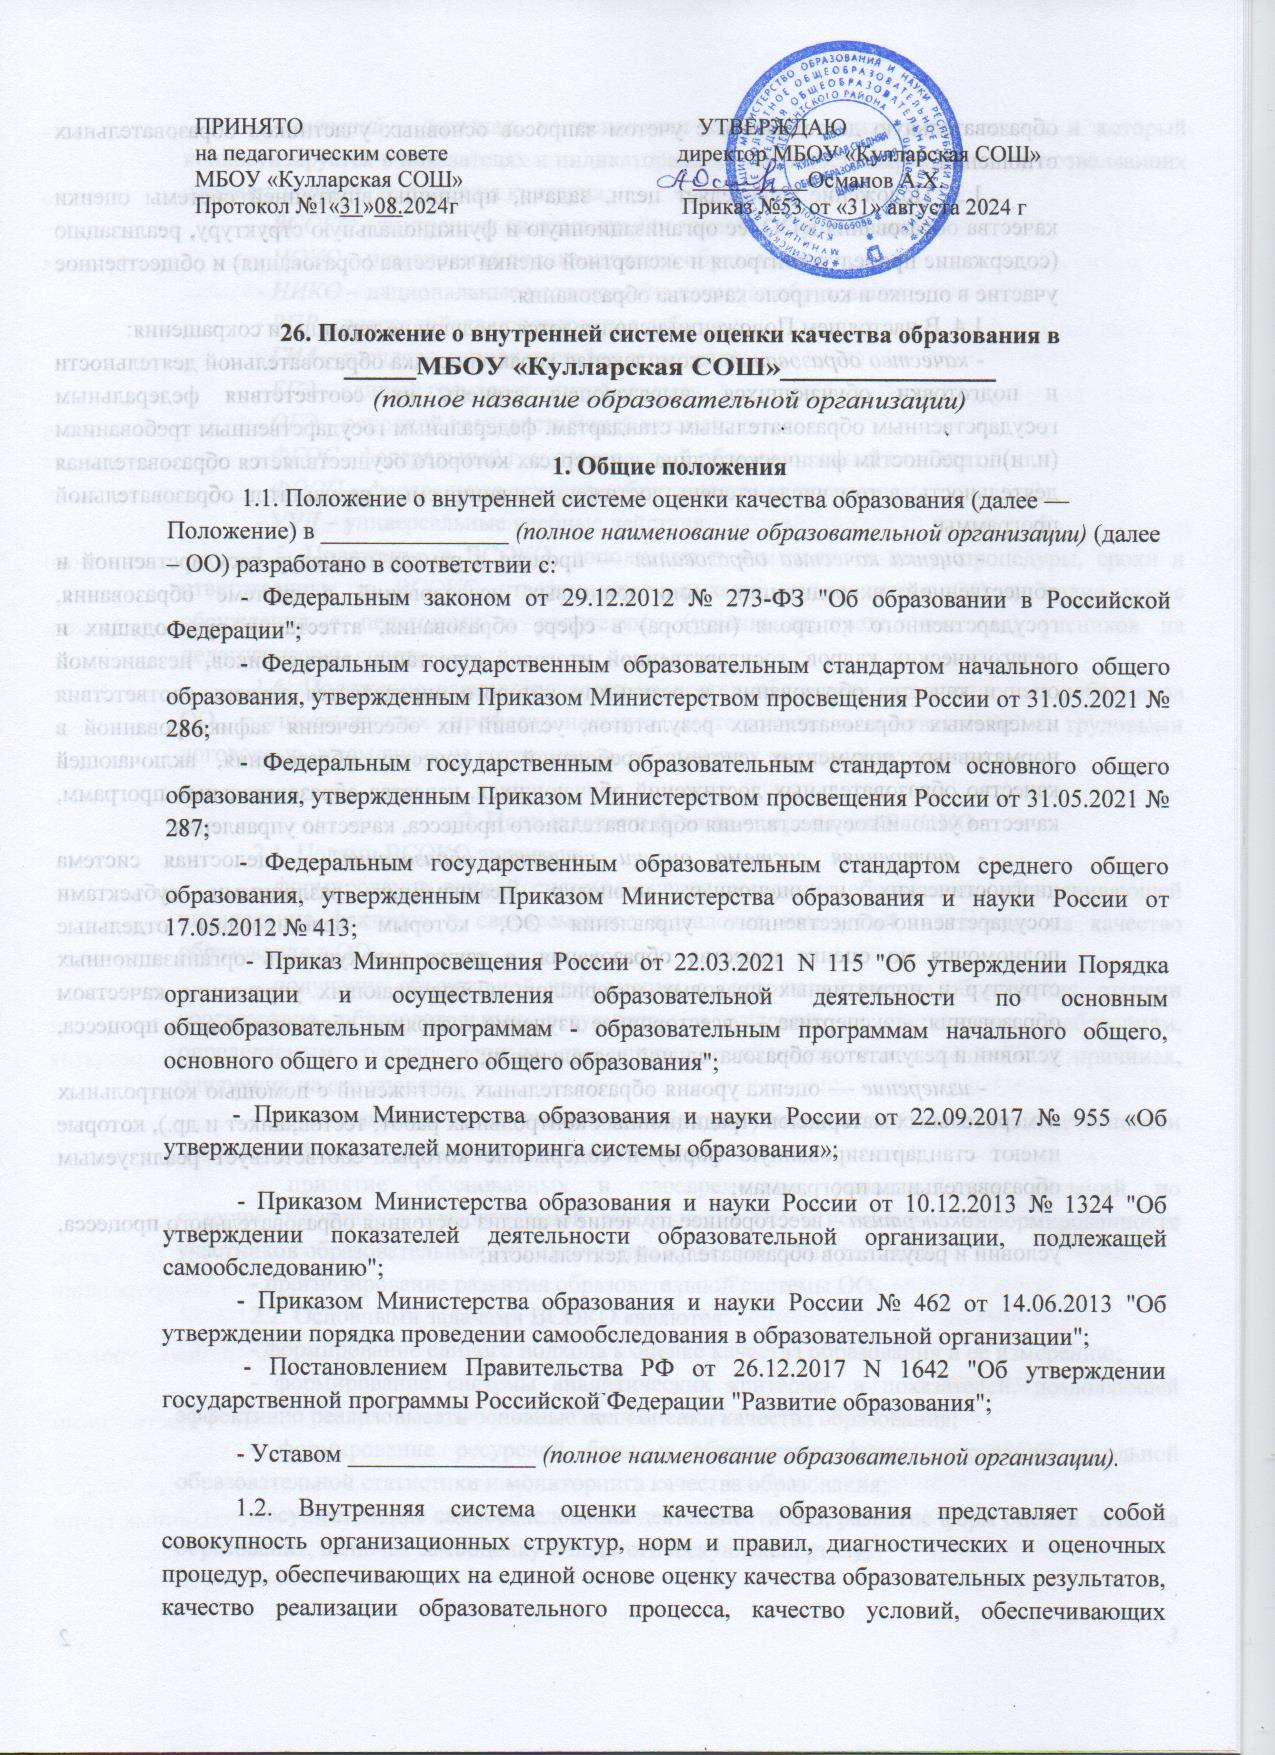 ПРИНЯТО
на педагогическим совете
МБОУ «Кулларская СОШ»
Протокол №1«31»08.2024г
УТВЕРЖДАЮ
директор МБОУ «Кулларская СОШ»
__________Османов А.Х.
Приказ №53 от «31» августа 2024 г
26. Положение о внутренней системе оценки качества образования в
_____МБОУ «Кулларская СОШ»_______________
(полное название образовательной организации)
1. Общие положения
1.1. Положение о внутренней системе оценки качества образования (далее —
Положение) в _______________ (полное наименование образовательной организации) (далее
– ОО) разработано в соответствии с:
- Федеральным законом от 29.12.2012 № 273-ФЗ "Об образовании в Российской
Федерации";
- Федеральным государственным образовательным стандартом начального общего
образования, утвержденным Приказом Министерством просвещения России от 31.05.2021 №
286;
- Федеральным государственным образовательным стандартом основного общего
образования, утвержденным Приказом Министерством просвещения России от 31.05.2021 №
287;
- Федеральным государственным образовательным стандартом среднего общего
образования, утвержденным Приказом Министерства образования и науки России от
17.05.2012 № 413;
- Приказ Минпросвещения России от 22.03.2021 N 115 "Об утверждении Порядка
организации и осуществления образовательной деятельности по основным
общеобразовательным программам - образовательным программам начального общего,
основного общего и среднего общего образования";
- Приказом Министерства образования и науки России от 22.09.2017 № 955 «Об
утверждении показателей мониторинга системы образования»;
- Приказом Министерства образования и науки России от 10.12.2013 № 1324 "Об
утверждении показателей деятельности образовательной организации, подлежащей
самообследованию";
- Приказом Министерства образования и науки России № 462 от 14.06.2013 "Об
утверждении порядка проведении самообследования в образовательной организации";
- Постановлением Правительства РФ от 26.12.2017 N 1642 "Об утверждении
государственной программы Российской Федерации "Развитие образования";
- Уставом _______________ (полное наименование образовательной организации).
1.2. Внутренняя система оценки качества образования представляет собой
совокупность организационных структур, норм и правил, диагностических и оценочных
процедур, обеспечивающих на единой основе оценку качества образовательных результатов,
качество реализации образовательного процесса, качество условий, обеспечивающих